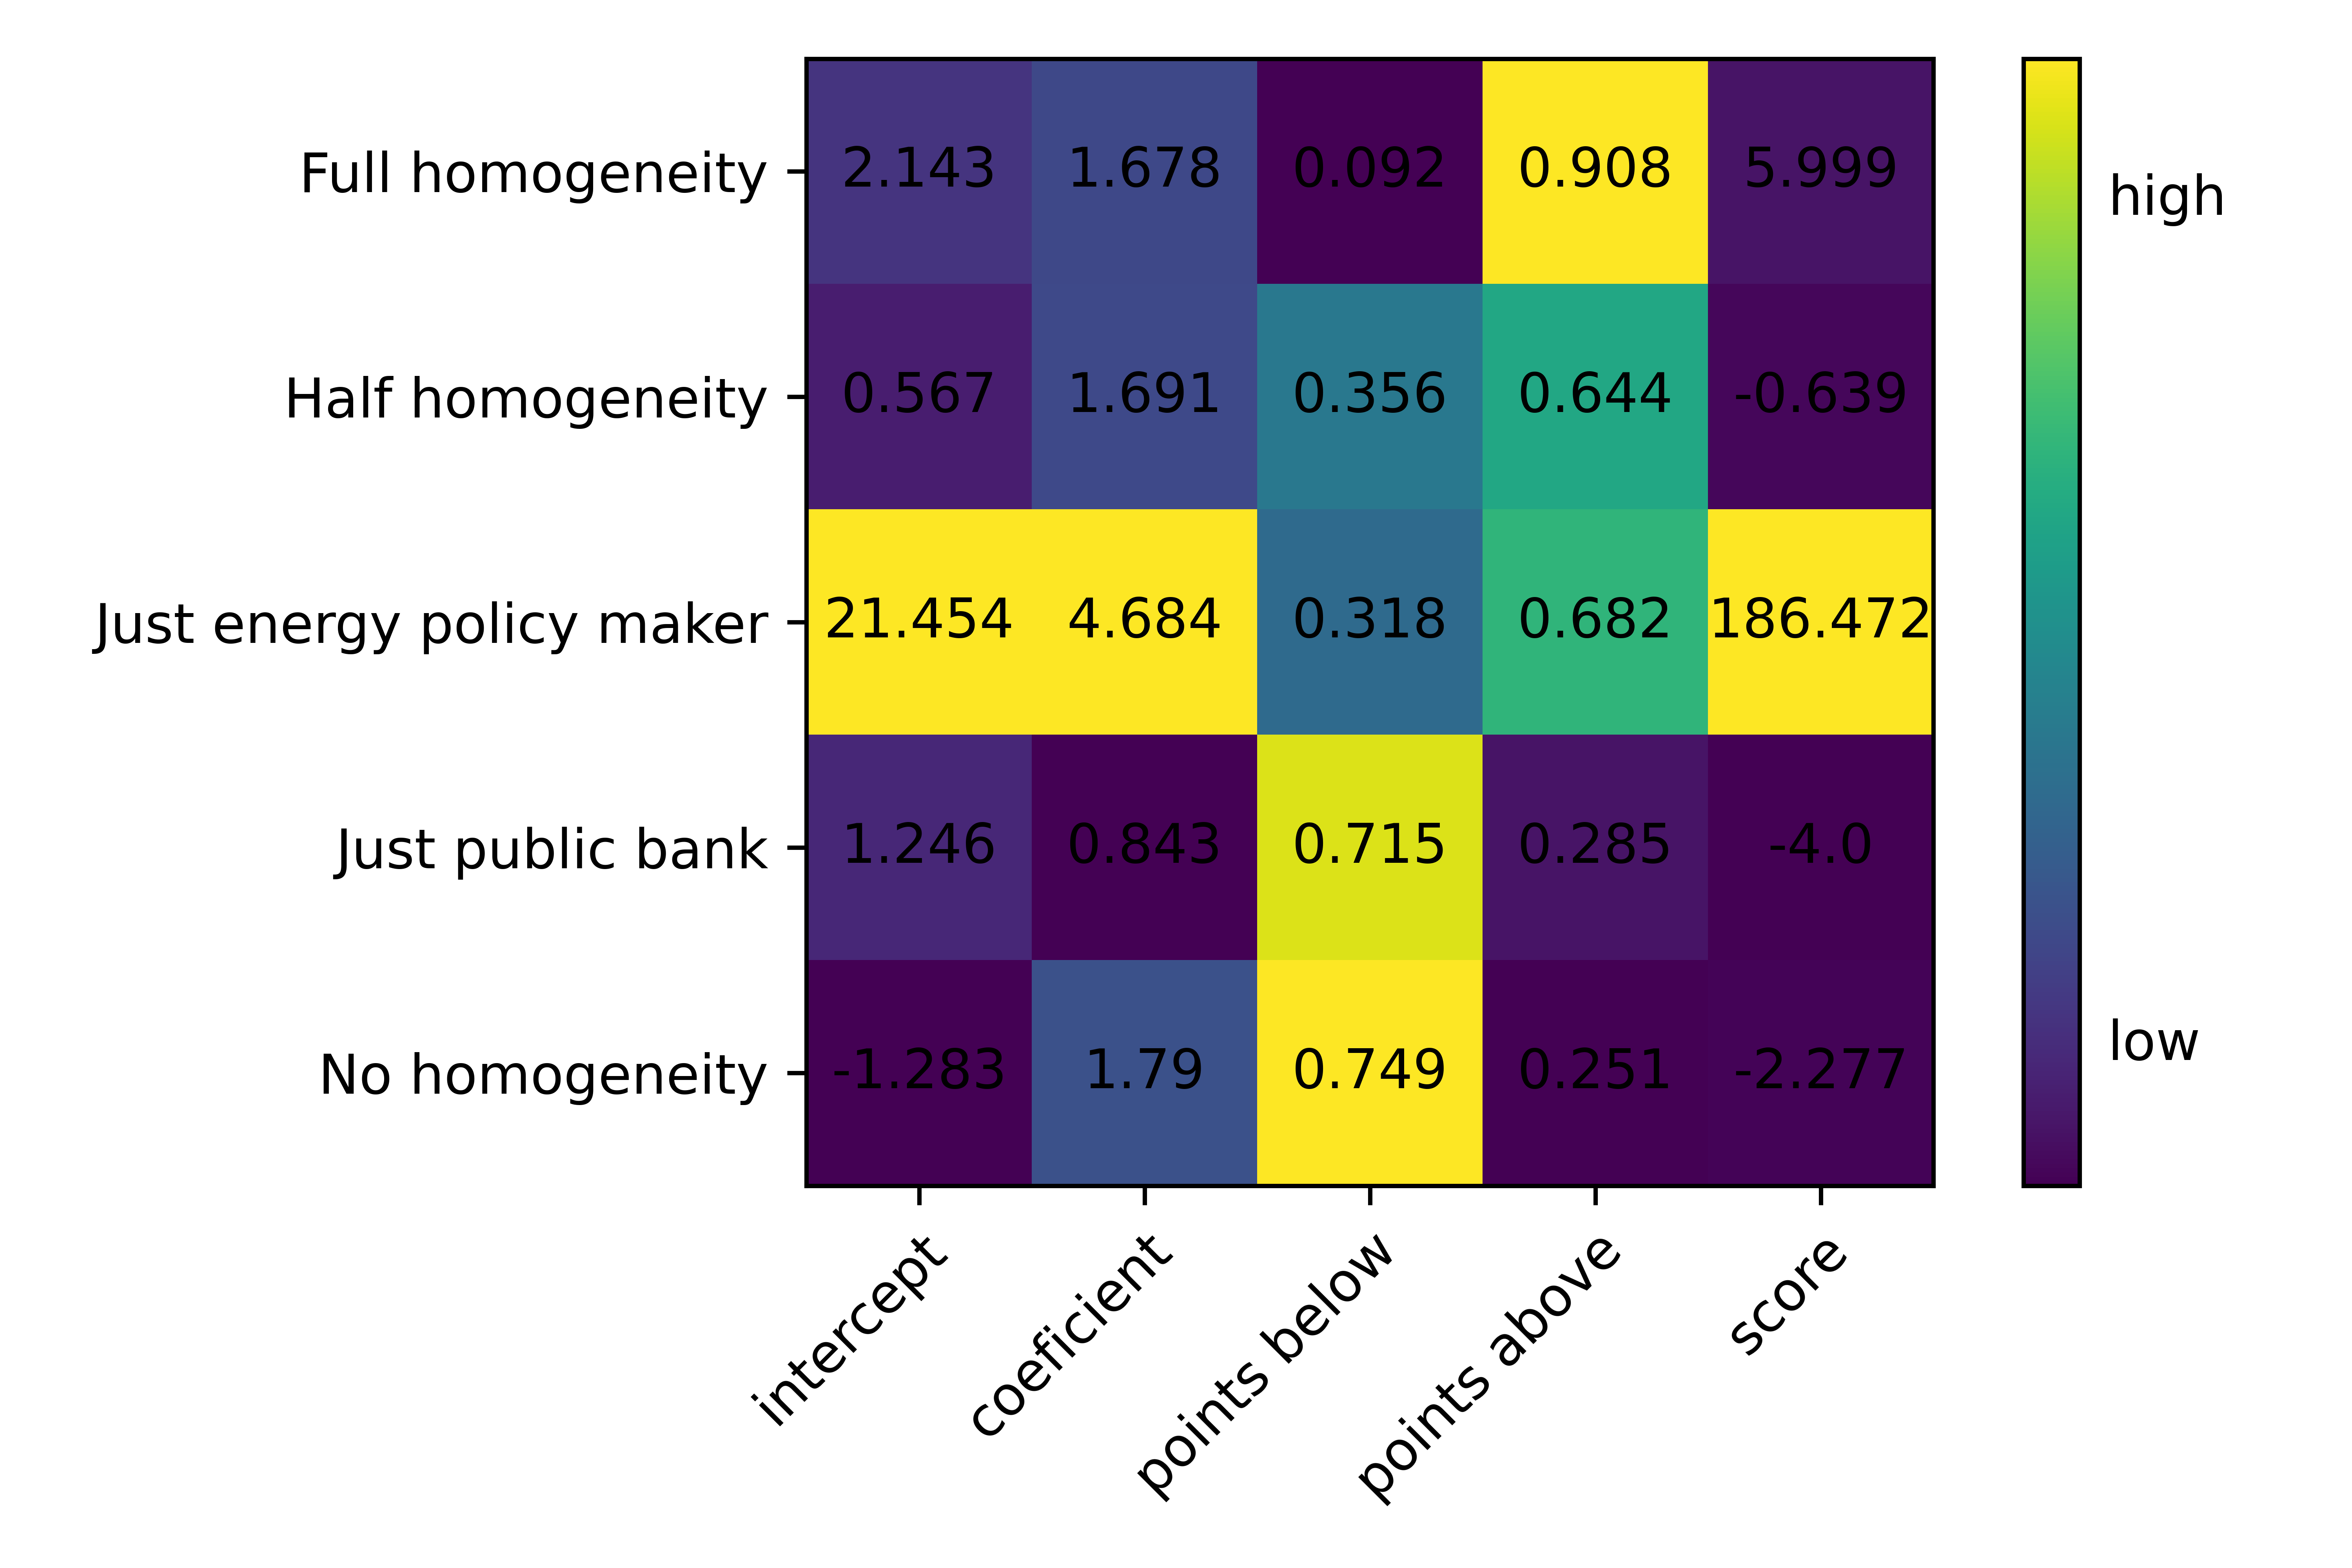 Full homogeneity 2.143 1.678 0.092 0.908 5.999
high
Half homogeneity 0.567 1.691 0.356 0.644 -0.639
Just energy policy maker 21.454 4.684 0.318 0.682 186.472
Just public bank 1.246 0.843 0.715 0.285 -4.0
No homogeneity -1.283 1.79 0.749 0.251 -2.277
low
intercept
coeficient
points below
points above
score